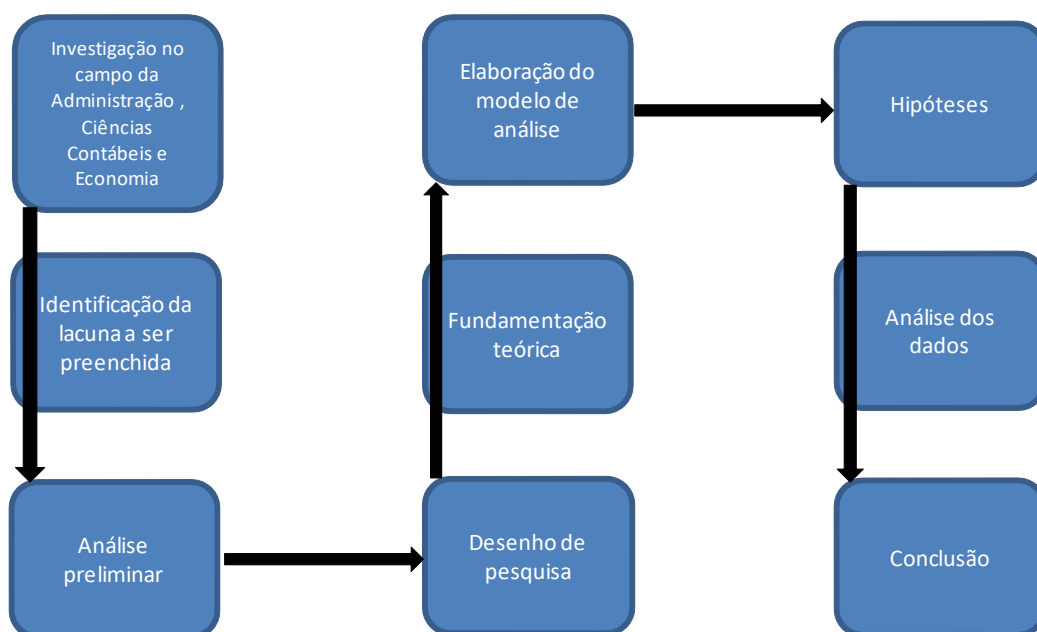 Investigação no
campo da
Administração ,
Ciências
Contábeis e
Economia
Identificação da
lacuna a ser
preenchida
Análise
preliminar
Desenho de
pesquisa
Fundamentação
teórica
Elaboração do
modelo de
análise
Hipóteses
Análise dos
dados
Conclusão